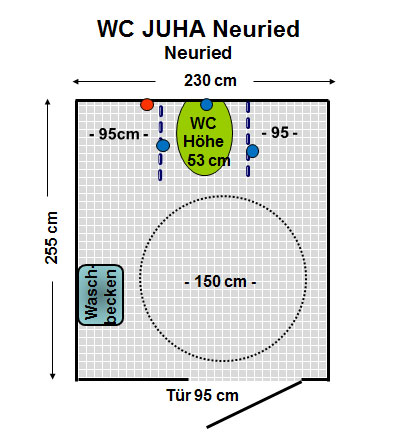 WC JUHA Neuried
Neuried
230 cm
- 95cm -
WC
Höhe
53 cm
- 95 -
255 cm
- 150 cm -
Wasch-
becken
Tür 95 cm